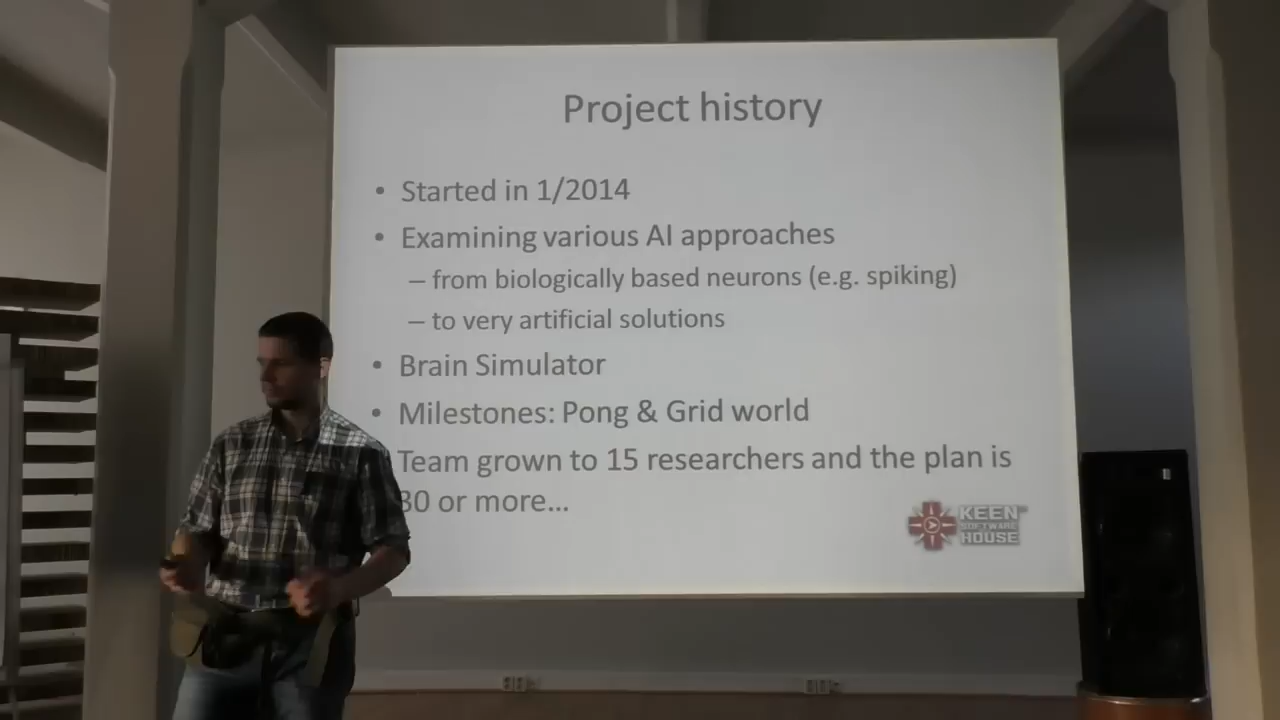 Project history
• Started in 1/2014
• Examining various AI approaches
– from biologically based neurons (e.g. spiking)
– to very artificial solutions
• Brain Simulator
• Milestones: Pong & Grid world
Team grown to 15 researchers and the plan is
30 or more...
KEEN
SOFTWARE
HOUSE